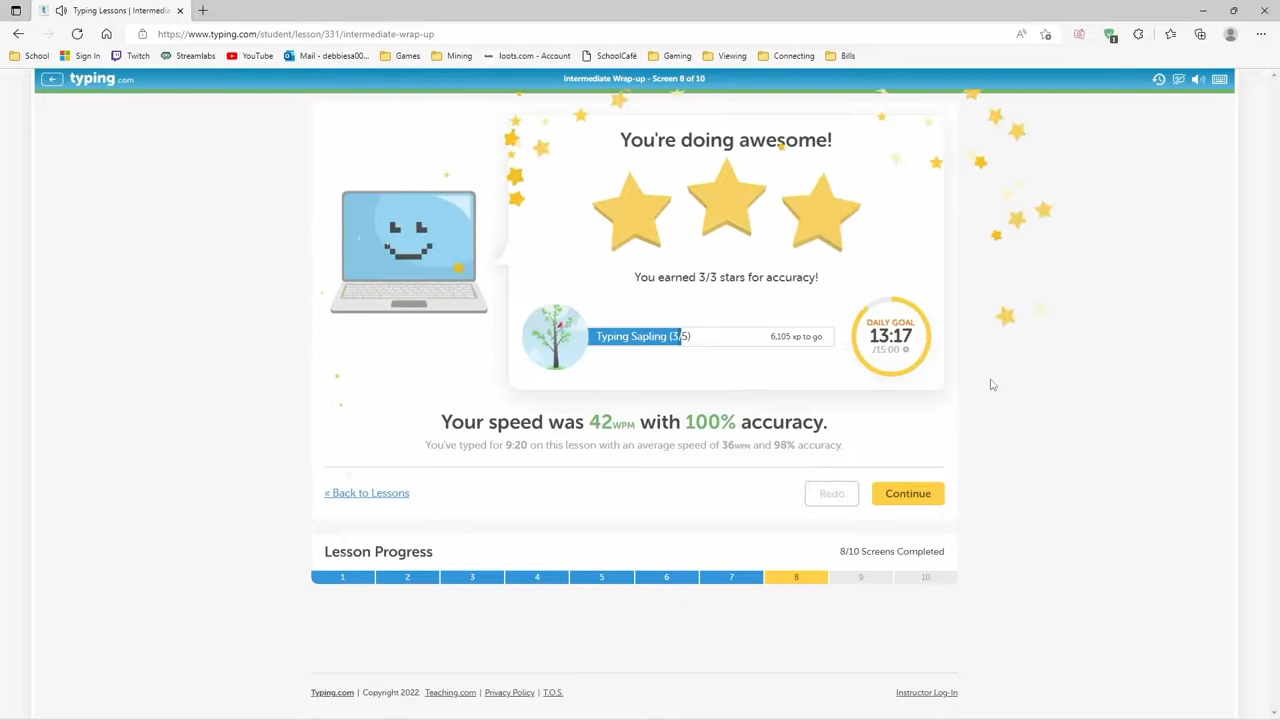 Typing Lessons | Intermedia
https://www.typing.com/student/lesson/331/intermediate-wrap-up
School Sign In Twitch Streamlabs YouTube Mail - debbiesa00... Games Mining loots.com - Account SchoolCafé Gaming Viewing Connecting Bills
typing.com
Intermediate Wrap-up - Screen 8 of 10
You're doing awesome!
You earned 3/3 stars for accuracy!
Typing Sapling (3/5)
6,105 xp to go
DAILY GOAL
13:17
/15:00
Your speed was 42WPM with 100% accuracy.
You've typed for 9:20 on this lesson with an average speed of 36WPM and 98% accuracy.
« Back to Lessons
Redo
Continue
Lesson Progress
8/10 Screens Completed
1 2 3 4 5 6 7 8 9 10
Typing.com | Copyright 2022 Teaching.com | Privacy Policy | T.O.S.
Instructor Log-In